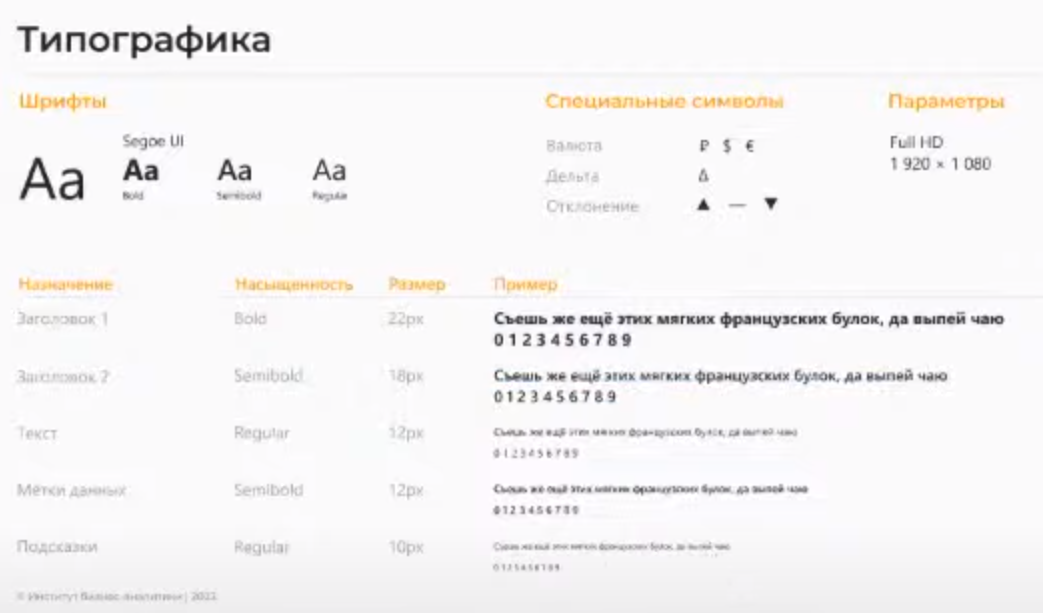 Типографика
Шрифты
Segoe UI
Aa
Aa
Aa
Aa
Bold
Semibold
Regular
Специальные символы
Валюта ₽ $ €
Дельта Δ
Отклонение ▲ — ▼
Параметры
Full HD
1 920 × 1 080
Назначение Насыщенность Размер Пример
Заголовок 1 Bold 22px Съешь же ещё этих мягких французских булок, да выпей чаю
0 1 2 3 4 5 6 7 8 9
Заголовок 2 Semibold 18px Съешь же ещё этих мягких французских булок, да выпей чаю
0 1 2 3 4 5 6 7 8 9
Текст Regular 12px Съешь же ещё этих мягких французских булок, да выпей чаю
0 1 2 3 4 5 6 7 8 9
Метки данных Semibold 12px Съешь же ещё этих мягких французских булок, да выпей чаю
0 1 2 3 4 5 6 7 8 9
Подсказки Regular 10px Съешь же ещё этих мягких французских булок, да выпей чаю
0 1 2 3 4 5 6 7 8 9
© Институт бизнес-аналитики |